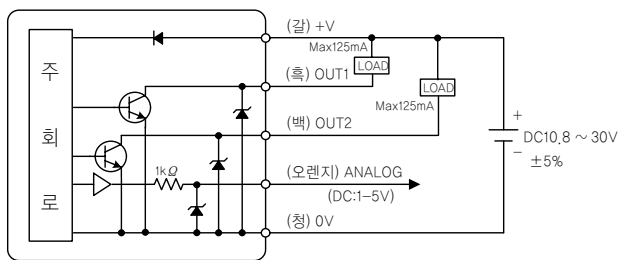 (갈) +V
Max125mA
LOAD
주
회
로
(흑) OUT1
LOAD
Max125mA
(백) OUT2
+
DC10.8 ~ 30V
−
±5%
1kΩ
(오렌지) ANALOG
(DC:1-5V)
(청) 0V